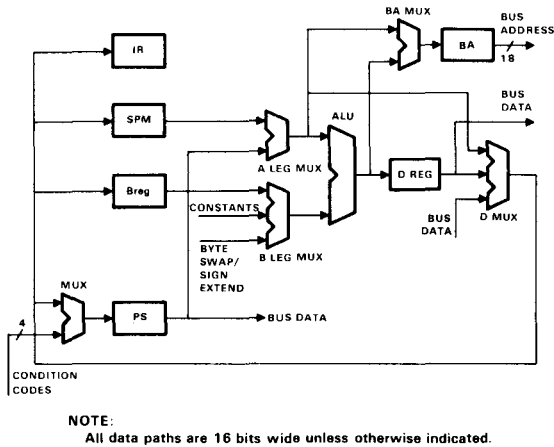 BA MUX
BUS
ADDRESS
IR
BA
18
SPM
ALU
BUS
DATA
A LEG MUX
Breg
D REG
CONSTANTS
BYTE
SWAP/
SIGN
EXTEND
B LEG MUX
BUS
DATA
D MUX
MUX
4
PS
BUS DATA
CONDITION
CODES
NOTE:
All data paths are 16 bits wide unless otherwise indicated.